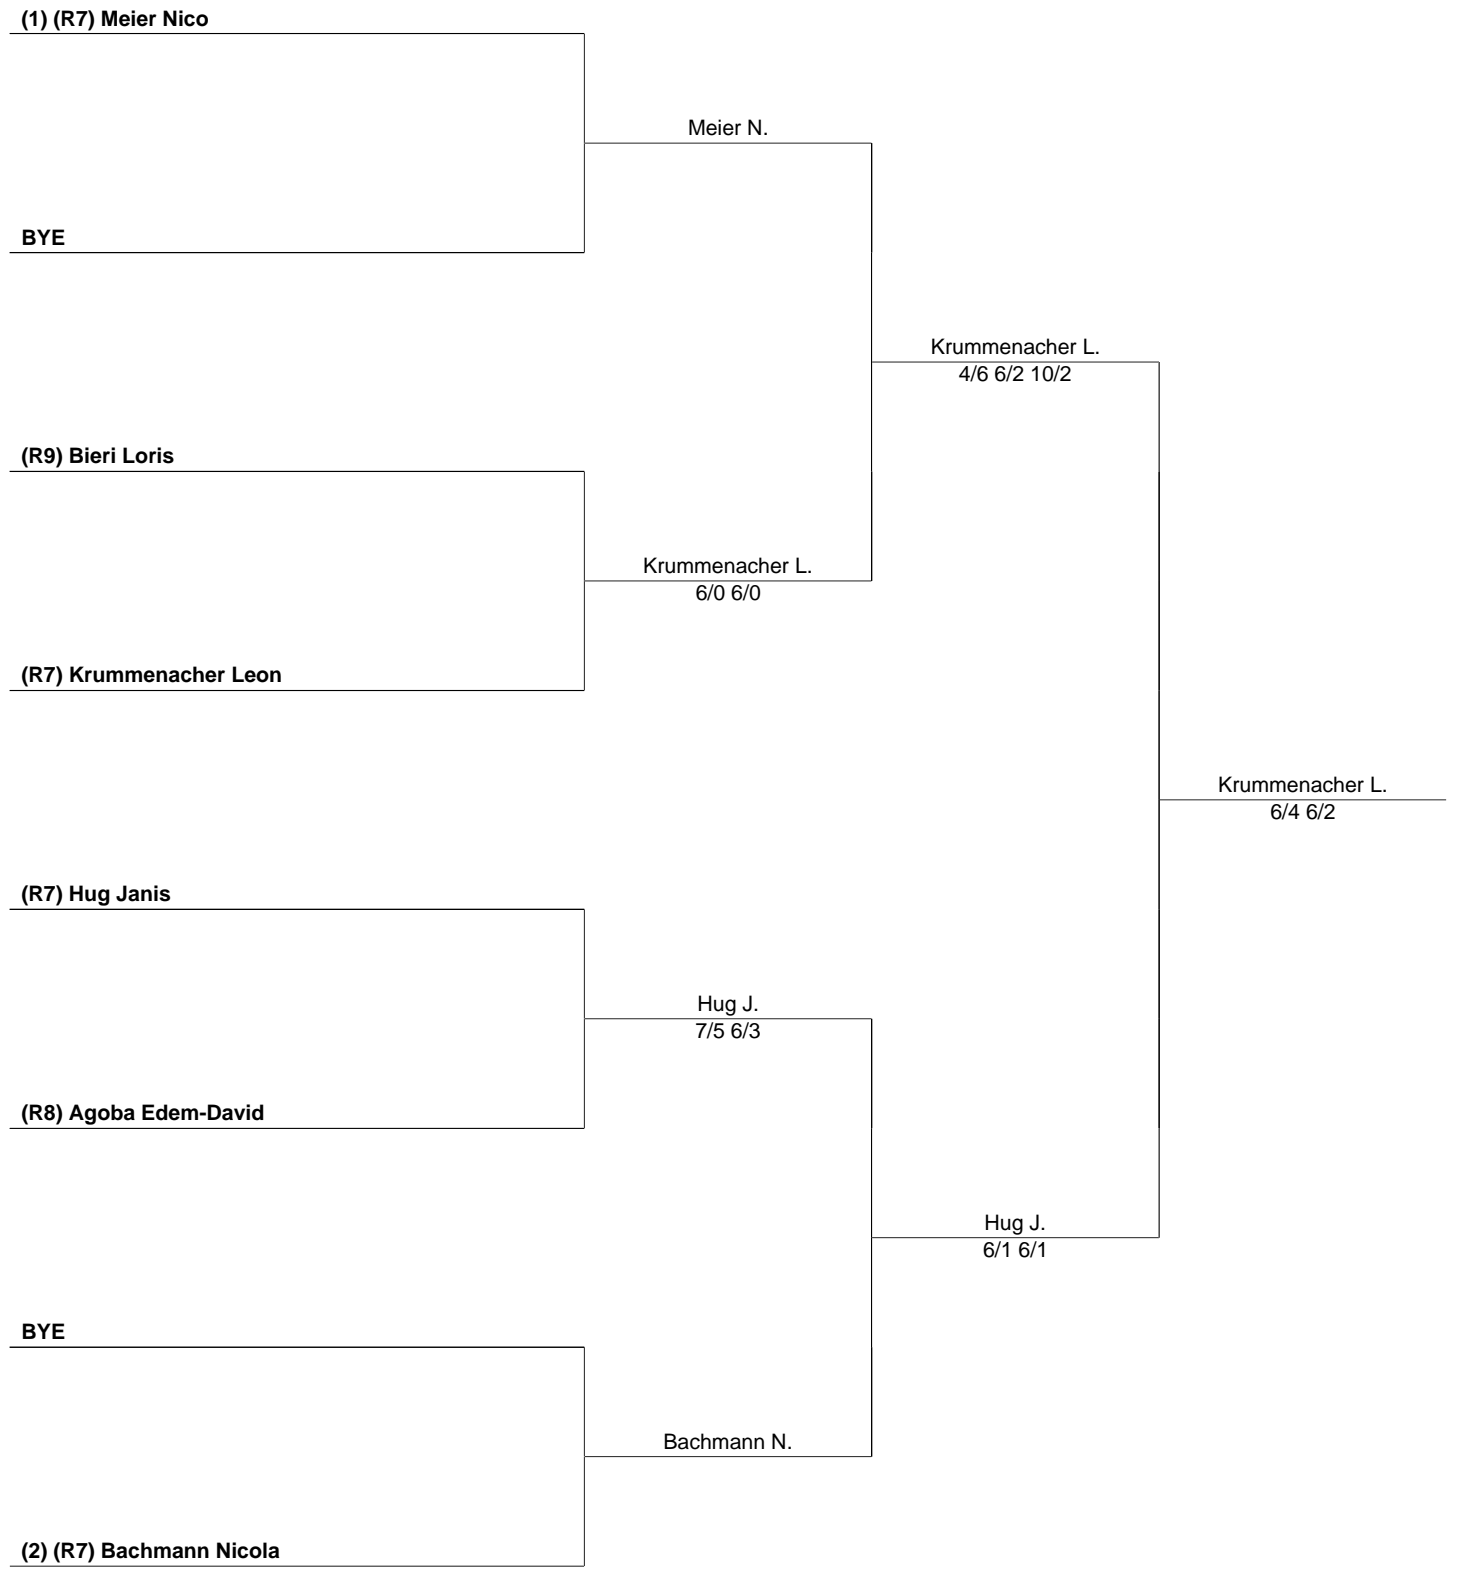 (1) (R7) Meier Nico
Meier N.
BYE
Krummenacher L.
4/6 6/2 10/2
(R9) Bieri Loris
Krummenacher L.
6/0 6/0
(R7) Krummenacher Leon
Krummenacher L.
6/4 6/2
(R7) Hug Janis
Hug J.
7/5 6/3
(R8) Agoba Edem-David
Hug J.
6/1 6/1
BYE
Bachmann N.
(2) (R7) Bachmann Nicola